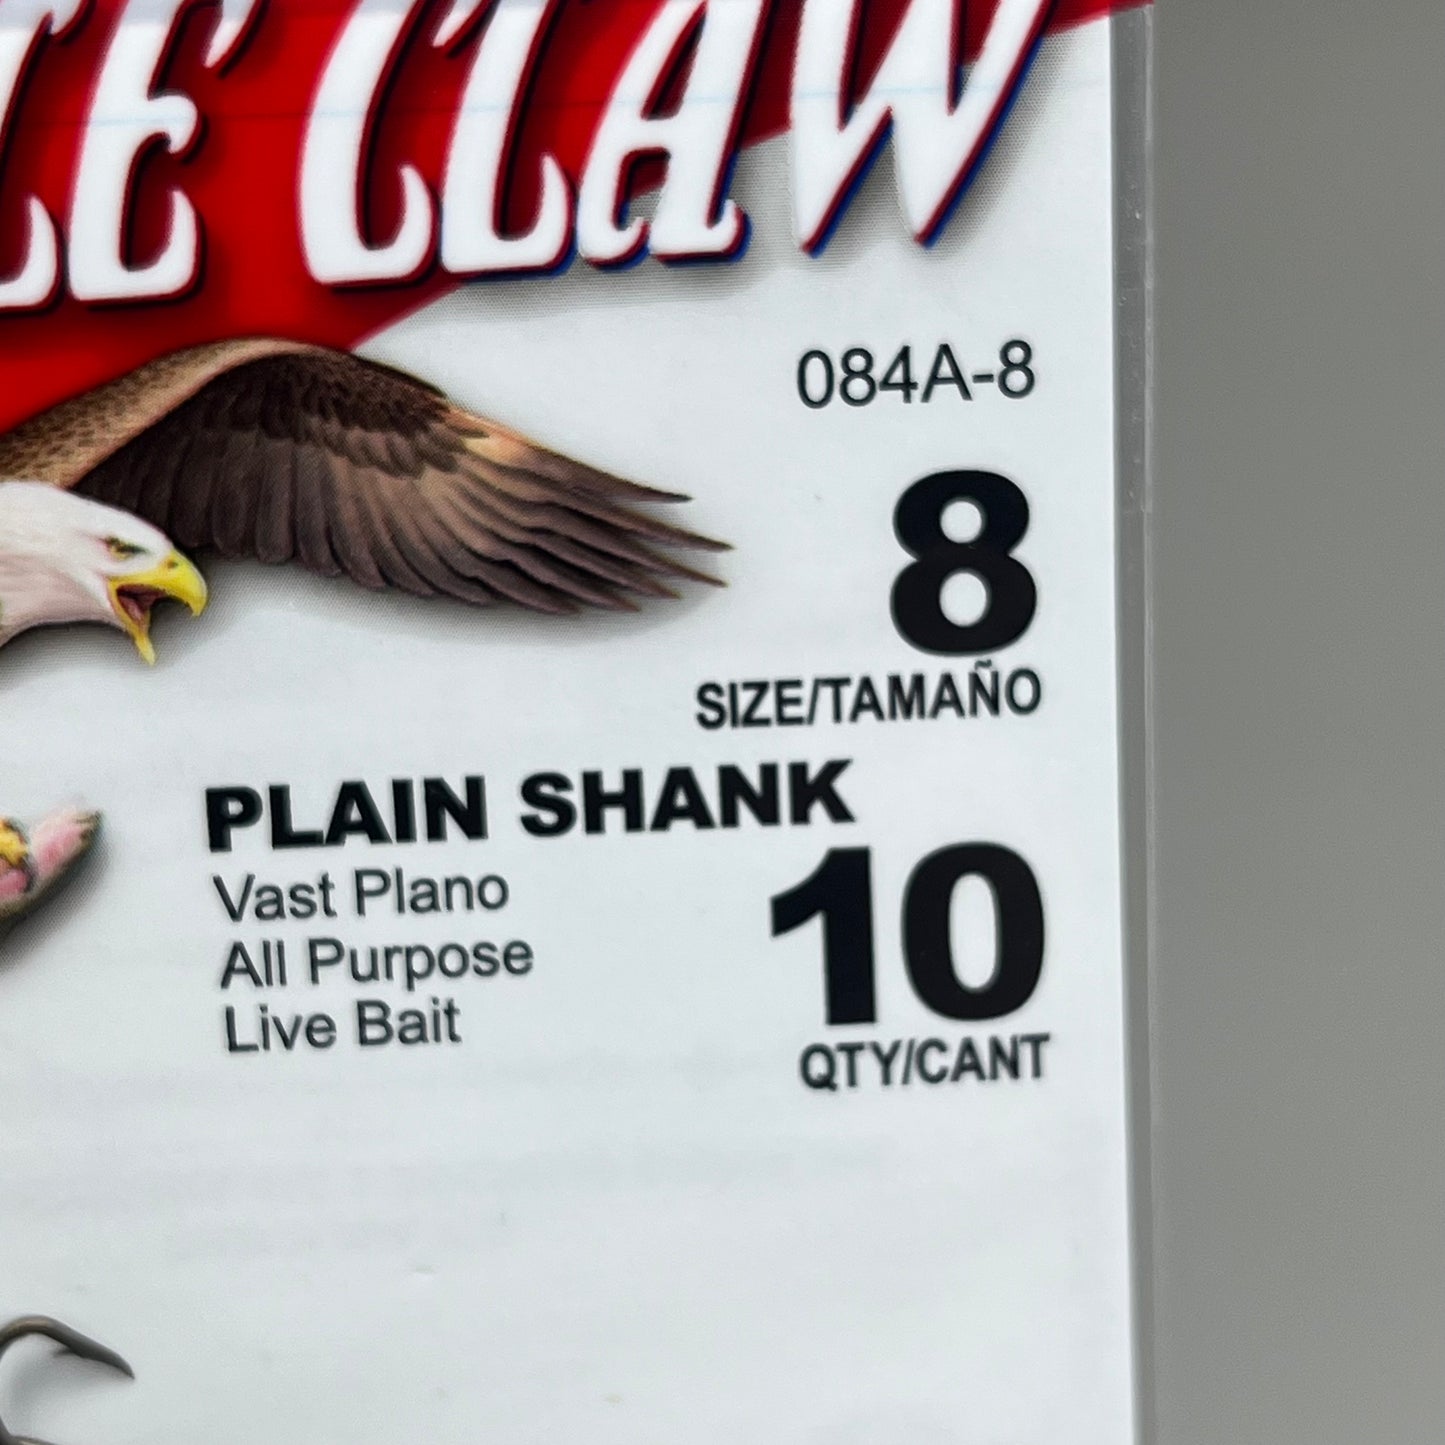 LE CLAW
084A-8
8
SIZE/TAMAÑO
PLAIN SHANK
Vast Plano
All Purpose
Live Bait
10
QTY/CANT